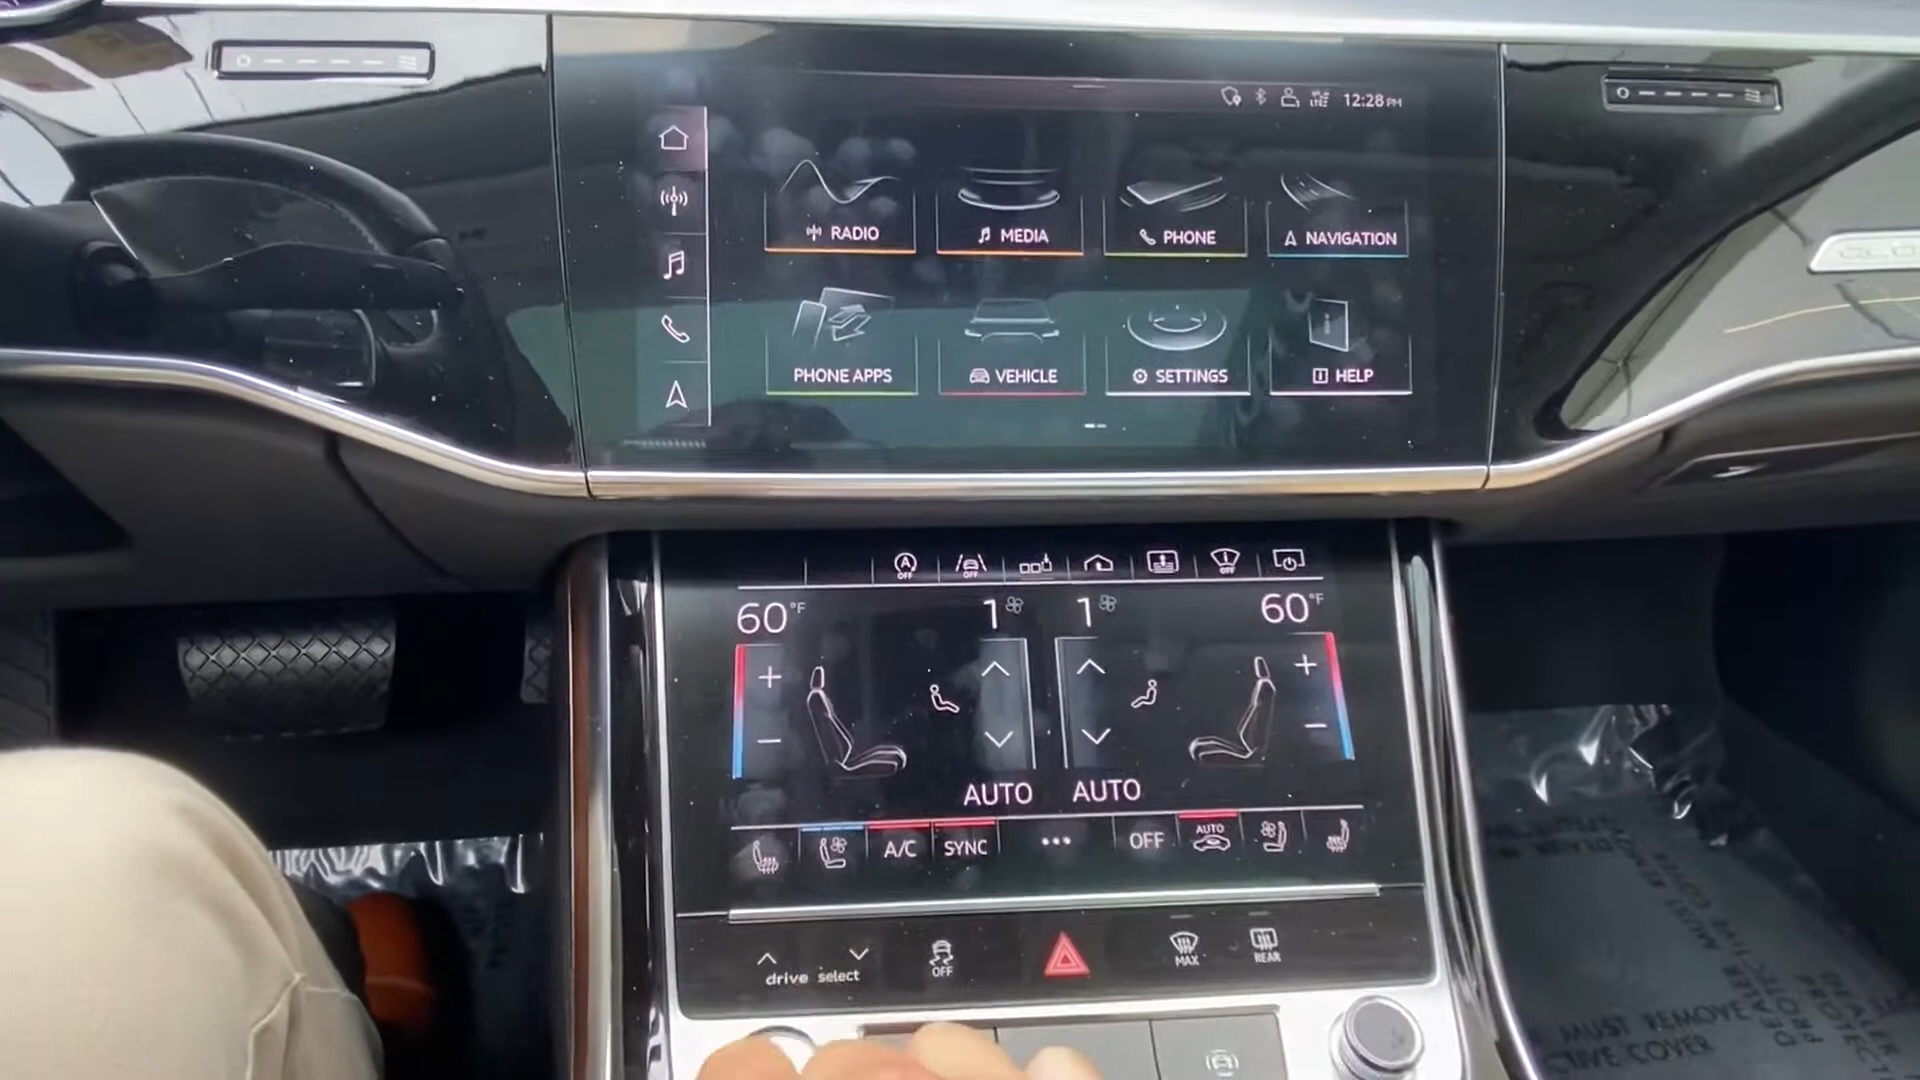 12:28 PM
RADIO
MEDIA
PHONE
NAVIGATION
PHONE APPS
VEHICLE
SETTINGS
HELP
A
OFF
OFF
OFF
60°F
1
1
60°F
AUTO
AUTO
A/C
SYNC
OFF
AUTO
drive select
OFF
MAX
REAR
MUST REMOVE